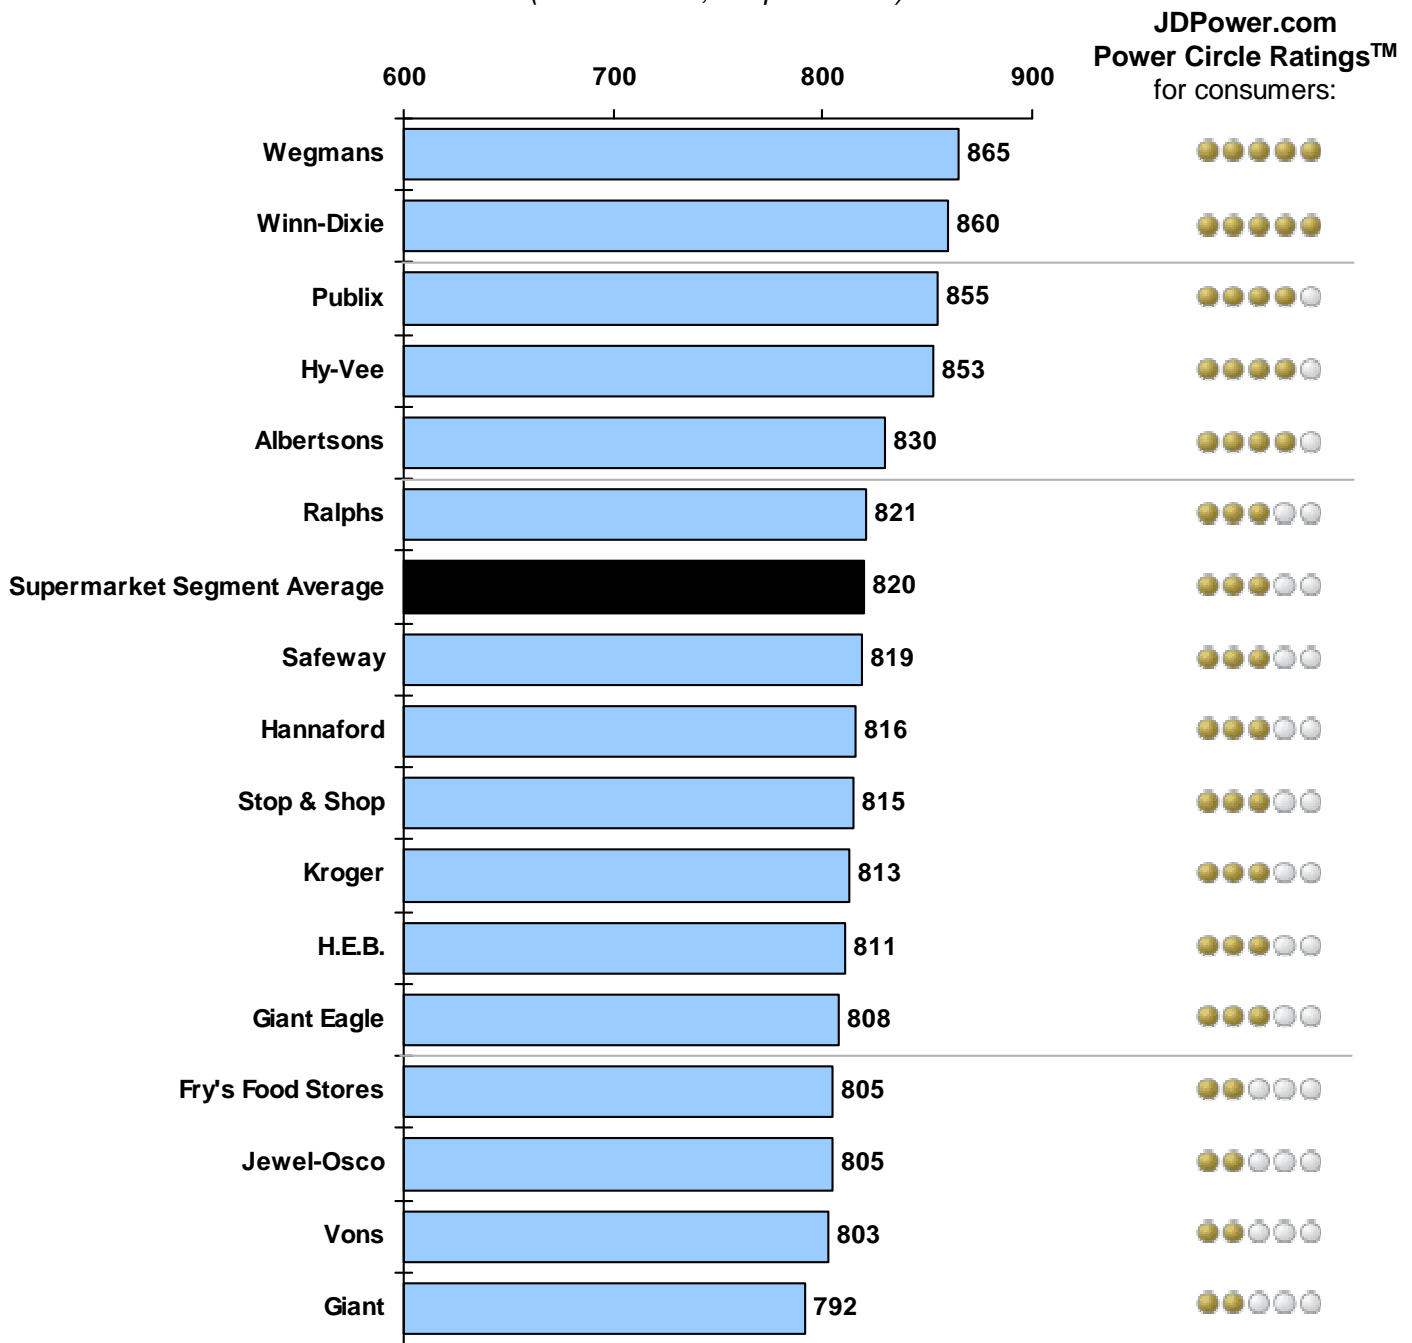 JDPower.com
Power Circle Ratings™
for consumers:
600 700 800 900
Wegmans 865
Winn-Dixie 860
Publix 855
Hy-Vee 853
Albertsons 830
Ralphs 821
Supermarket Segment Average 820
Safeway 819
Hannaford 816
Stop & Shop 815
Kroger 813
H.E.B. 811
Giant Eagle 808
Fry's Food Stores 805
Jewel-Osco 805
Vons 803
Giant 792